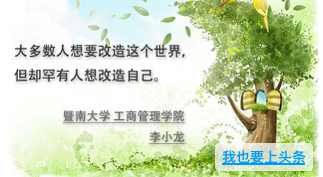 大多数人想要改造这个世界，
但却罕有人想改造自己。
暨南大学 工商管理学院
李小龙
我也要上头条